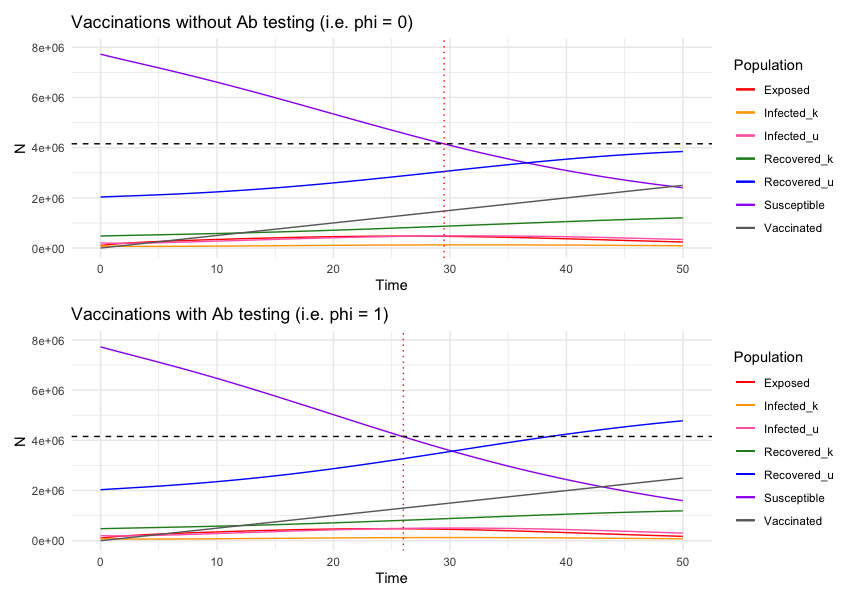 Vaccinations without Ab testing (i.e. phi = 0)
8e+06
6e+06
4e+06
2e+06
0e+00
N
0 10 20 30 40 50
Time
Population
Exposed
Infected_k
Infected_u
Recovered_k
Recovered_u
Susceptible
Vaccinated
Vaccinations with Ab testing (i.e. phi = 1)
8e+06
6e+06
4e+06
2e+06
0e+00
N
0 10 20 30 40 50
Time
Population
Exposed
Infected_k
Infected_u
Recovered_k
Recovered_u
Susceptible
Vaccinated